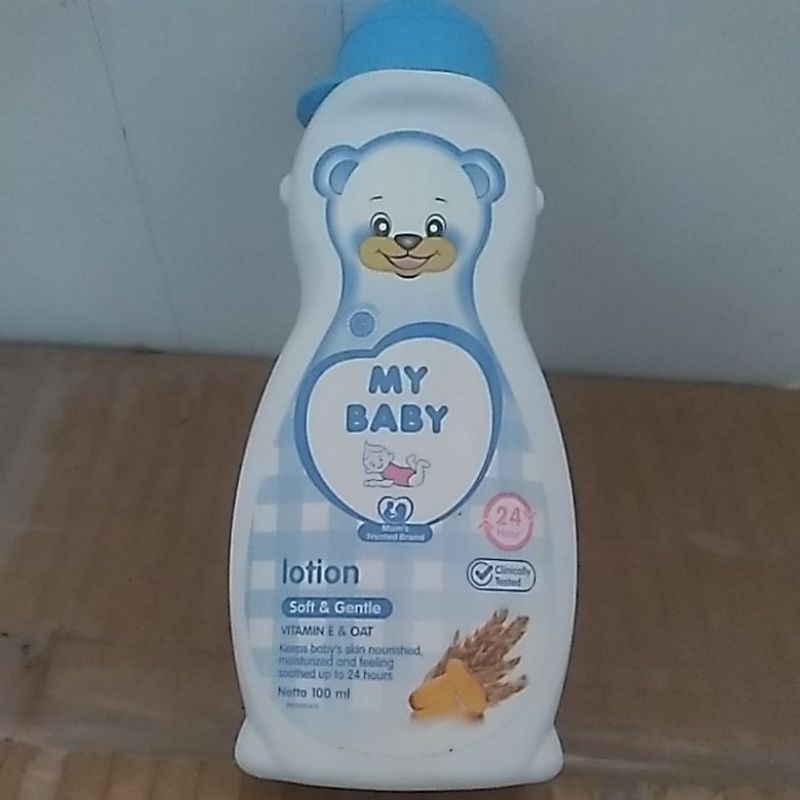 MY
BABY
Mum's
Trusted Brand
24
Hour
lotion
Clinically
Tested
Soft & Gentle
VITAMIN E & OAT
Keeps baby's skin nourished,
moisturized and feeling
soothed up to 24 hours
Netto 100 ml